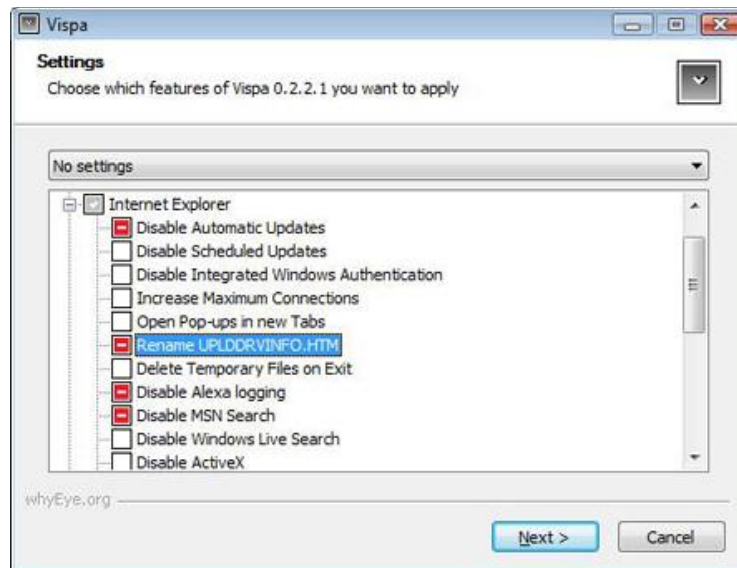 Vispa
Settings
Choose which features of Vispa 0.2.2.1 you want to apply
No settings
Internet Explorer
Disable Automatic Updates
Disable Scheduled Updates
Disable Integrated Windows Authentication
Increase Maximum Connections
Open Pop-ups in new Tabs
Rename UPLDDRVINFO.HTM
Delete Temporary Files on Exit
Disable Alexa logging
Disable MSN Search
Disable Windows Live Search
Disable ActiveX
whyEye.org
Next >
Cancel